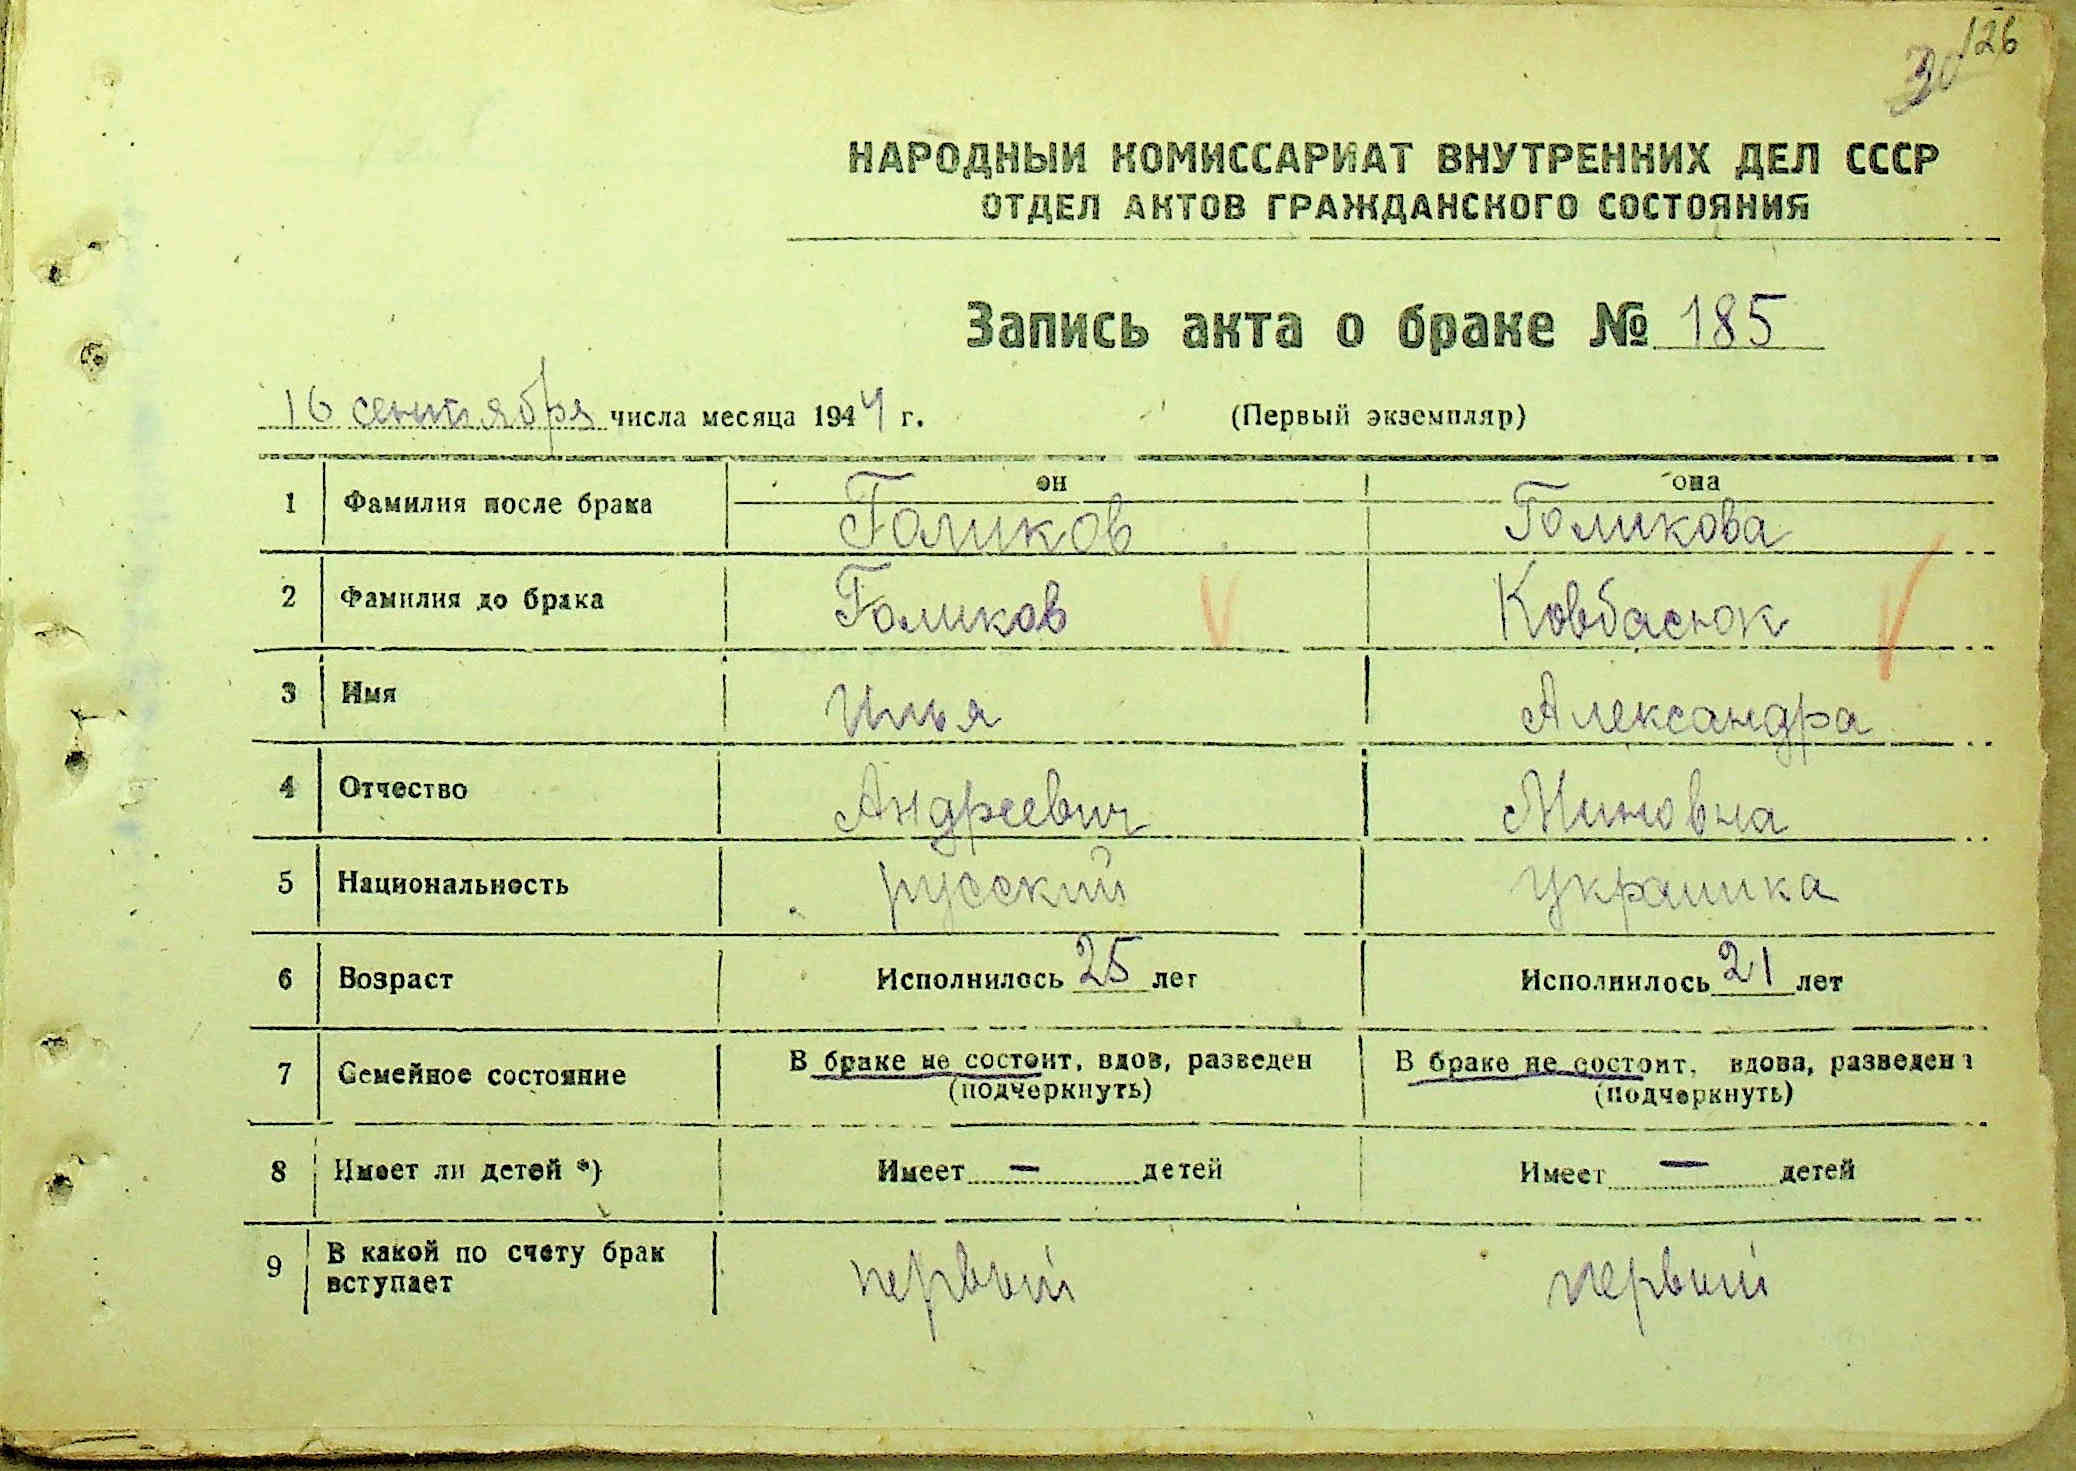 126
30
НАРОДНЫЙ КОМИССАРИАТ ВНУТРЕННИХ ДЕЛ СССР
ОТДЕЛ АКТОВ ГРАЖДАНСКОГО СОСТОЯНИЯ
Запись акта о браке № 185
16 сентября числа месяца 1944 г. (Первый экземпляр)
он она
1 Фамилия после брака Голиков Голикова
2 Фамилия до брака Голиков Ковбасюк
3 Имя Илья Александра
4 Отчество Андреевич Миновна
5 Национальность русский украинка
6 Возраст Исполнилось 25 лет Исполнилось 21 лет
7 Семейное состояние В браке не состоит, вдов, разведен В браке не состоит, вдова, разведена
(подчеркнуть) (подчеркнуть)
8 Имеет ли детей *) Имеет — детей Имеет — детей
9 В какой по счету брак
вступает первый первый